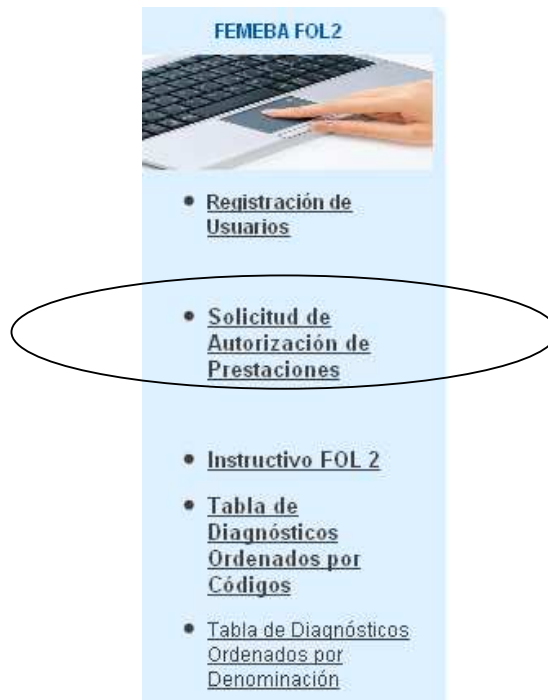 FEMEBA FOL2
Registración de
Usuarios
Solicitud de
Autorización de
Prestaciones
Instructivo FOL 2
Tabla de
Diagnósticos
Ordenados por
Códigos
Tabla de Diagnósticos
Ordenados por
Denominación